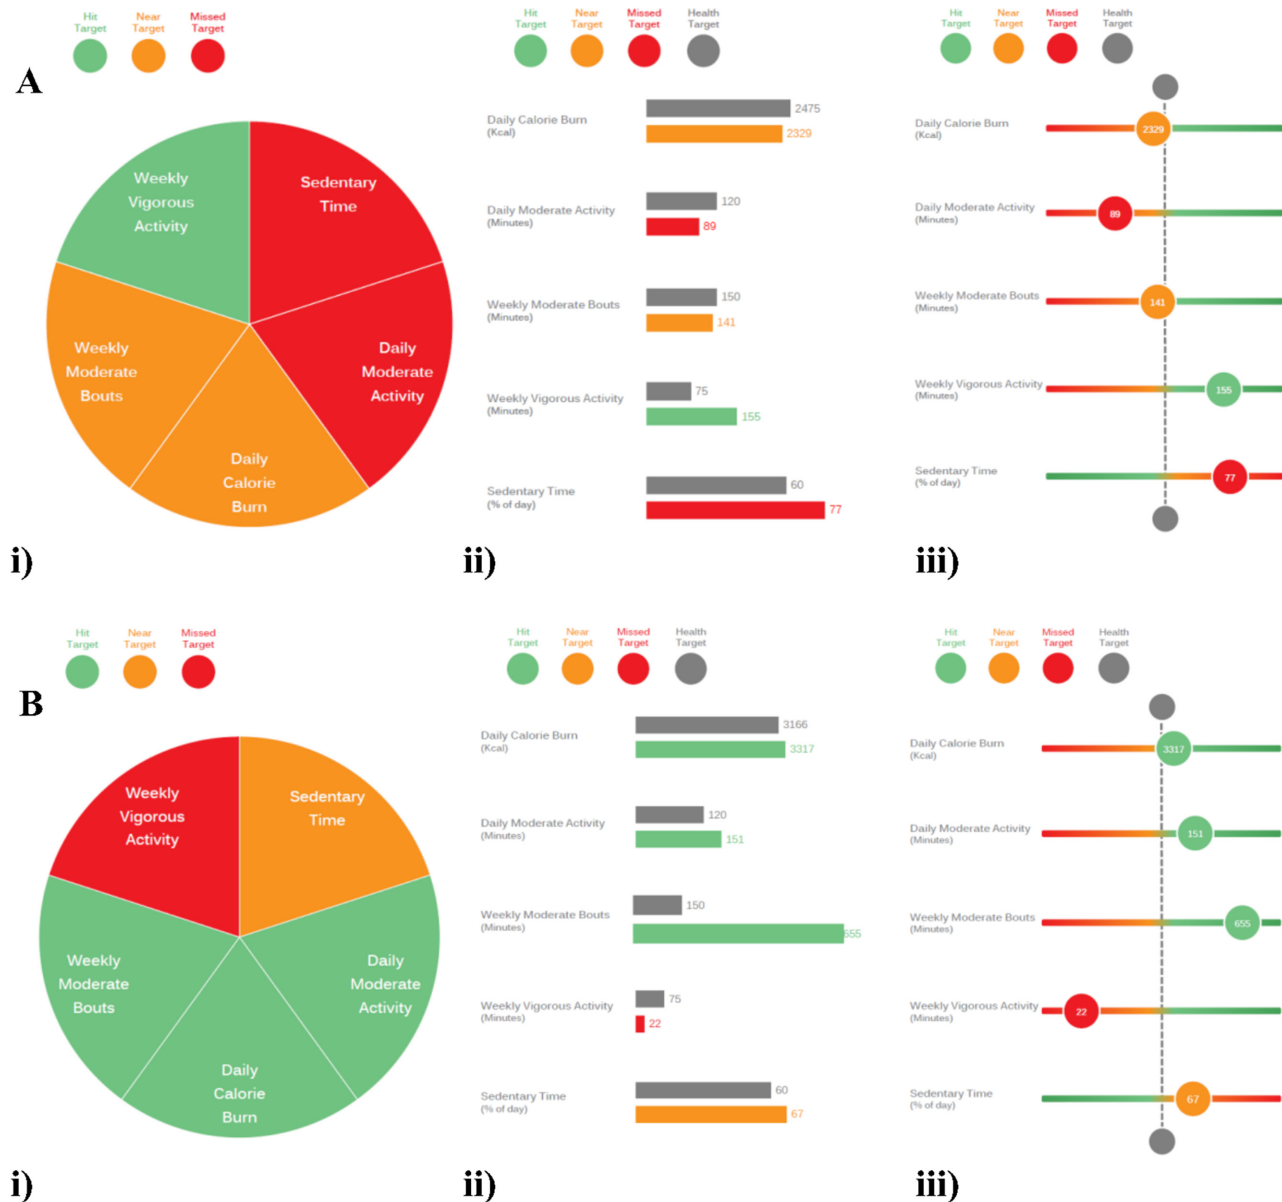 Hit
Target
Near
Target
Missed
Target
A
Weekly
Vigorous
Activity
Sedentary
Time
Weekly
Moderate
Bouts
Daily
Moderate
Activity
Daily
Calorie
Burn
i)
Hit
Target
Near
Target
Missed
Target
Health
Target
Daily Calorie Burn
(Kcal)
2475
2329
Daily Moderate Activity
(Minutes)
120
89
Weekly Moderate Bouts
(Minutes)
150
141
Weekly Vigorous Activity
(Minutes)
75
155
Sedentary Time
(% of day)
60
77
ii)
Hit
Target
Near
Target
Missed
Target
Health
Target
Daily Calorie Burn
(Kcal)
2329
Daily Moderate Activity
(Minutes)
89
Weekly Moderate Bouts
(Minutes)
141
Weekly Vigorous Activity
(Minutes)
155
Sedentary Time
(% of day)
77
iii)
Hit
Target
Near
Target
Missed
Target
B
Weekly
Vigorous
Activity
Sedentary
Time
Weekly
Moderate
Bouts
Daily
Moderate
Activity
Daily
Calorie
Burn
i)
Hit
Target
Near
Target
Missed
Target
Health
Target
Daily Calorie Burn
(Kcal)
3166
3317
Daily Moderate Activity
(Minutes)
120
151
Weekly Moderate Bouts
(Minutes)
150
655
Weekly Vigorous Activity
(Minutes)
75
22
Sedentary Time
(% of day)
60
67
ii)
Hit
Target
Near
Target
Missed
Target
Health
Target
Daily Calorie Burn
(Kcal)
3317
Daily Moderate Activity
(Minutes)
151
Weekly Moderate Bouts
(Minutes)
655
Weekly Vigorous Activity
(Minutes)
22
Sedentary Time
(% of day)
67
iii)